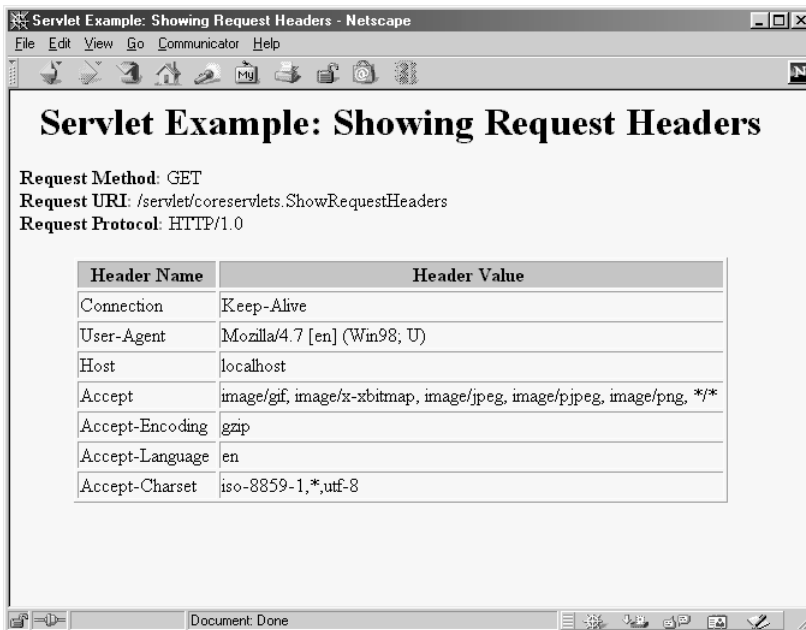 Servlet Example: Showing Request Headers - Netscape
File Edit View Go Communicator Help
My
N
Servlet Example: Showing Request Headers
Request Method: GET
Request URI: /servlet/coreservlets.ShowRequestHeaders
Request Protocol: HTTP/1.0
Header Name Header Value
Connection Keep-Alive
User-Agent Mozilla/4.7 [en] (Win98; U)
Host localhost
Accept image/gif, image/x-xbitmap, image/jpeg, image/pjpeg, image/png, */*
Accept-Encoding gzip
Accept-Language en
Accept-Charset iso-8859-1,*,utf-8
Document: Done